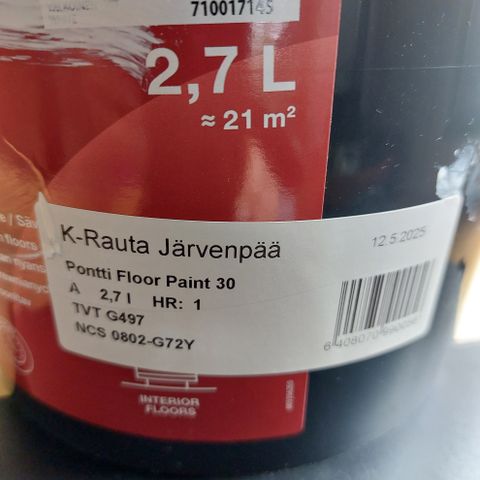 710017145
2,7 L
≈ 21 m²
K-Rauta Järvenpää
12.5.2025
Pontti Floor Paint 30
A 2,7 l HR: 1
TVT G497
NCS 0802-G72Y
INTERIOR
FLOORS